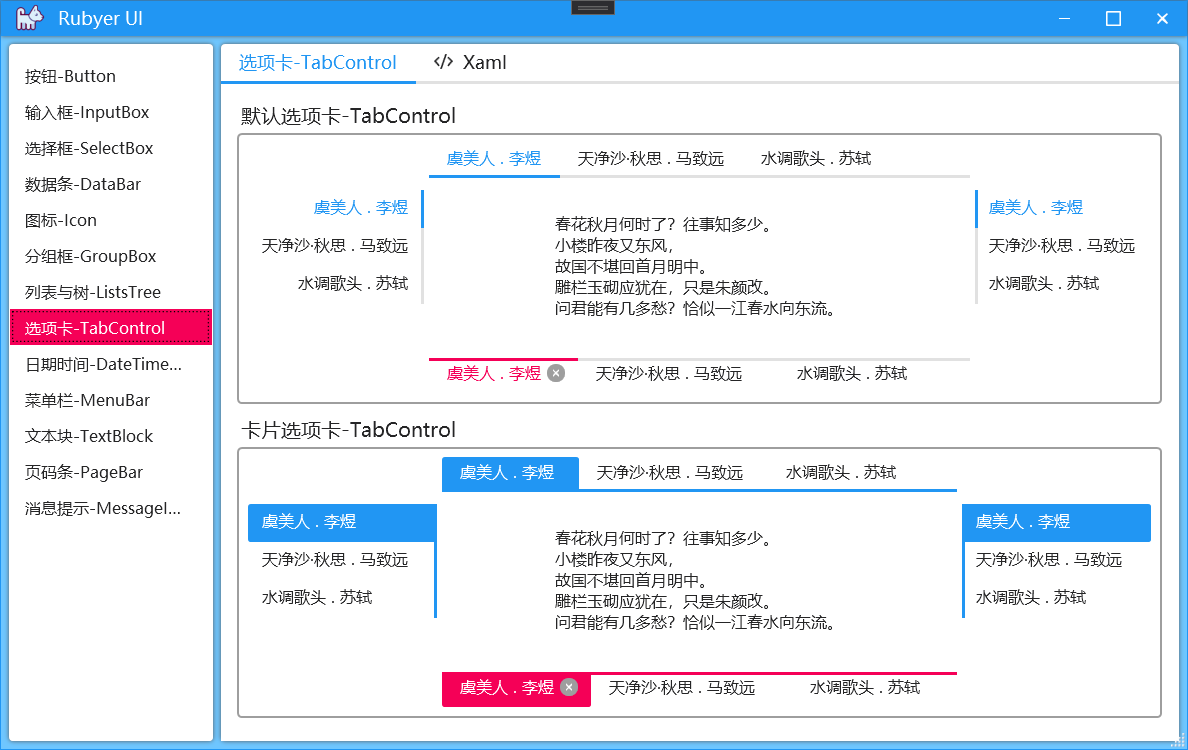 Rubyer UI
按钮-Button
输入框-InputBox
选择框-SelectBox
数据条-DataBar
图标-Icon
分组框-GroupBox
列表与树-ListsTree
选项卡-TabControl
日期时间-DateTime...
菜单栏-MenuBar
文本块-TextBlock
页码条-PageBar
消息提示-MessageI...
选项卡-TabControl </> Xaml
默认选项卡-TabControl
虞美人 . 李煜 天净沙·秋思 . 马致远 水调歌头 . 苏轼
虞美人 . 李煜
天净沙·秋思 . 马致远
水调歌头 . 苏轼
春花秋月何时了？往事知多少。
小楼昨夜又东风，
故国不堪回首月明中。
雕栏玉砌应犹在，只是朱颜改。
问君能有几多愁？恰似一江春水向东流。
虞美人 . 李煜
天净沙·秋思 . 马致远
水调歌头 . 苏轼
虞美人 . 李煜 天净沙·秋思 . 马致远 水调歌头 . 苏轼
卡片选项卡-TabControl
虞美人 . 李煜 天净沙·秋思 . 马致远 水调歌头 . 苏轼
虞美人 . 李煜
天净沙·秋思 . 马致远
水调歌头 . 苏轼
春花秋月何时了？往事知多少。
小楼昨夜又东风，
故国不堪回首月明中。
雕栏玉砌应犹在，只是朱颜改。
问君能有几多愁？恰似一江春水向东流。
虞美人 . 李煜
天净沙·秋思 . 马致远
水调歌头 . 苏轼
虞美人 . 李煜 天净沙·秋思 . 马致远 水调歌头 . 苏轼